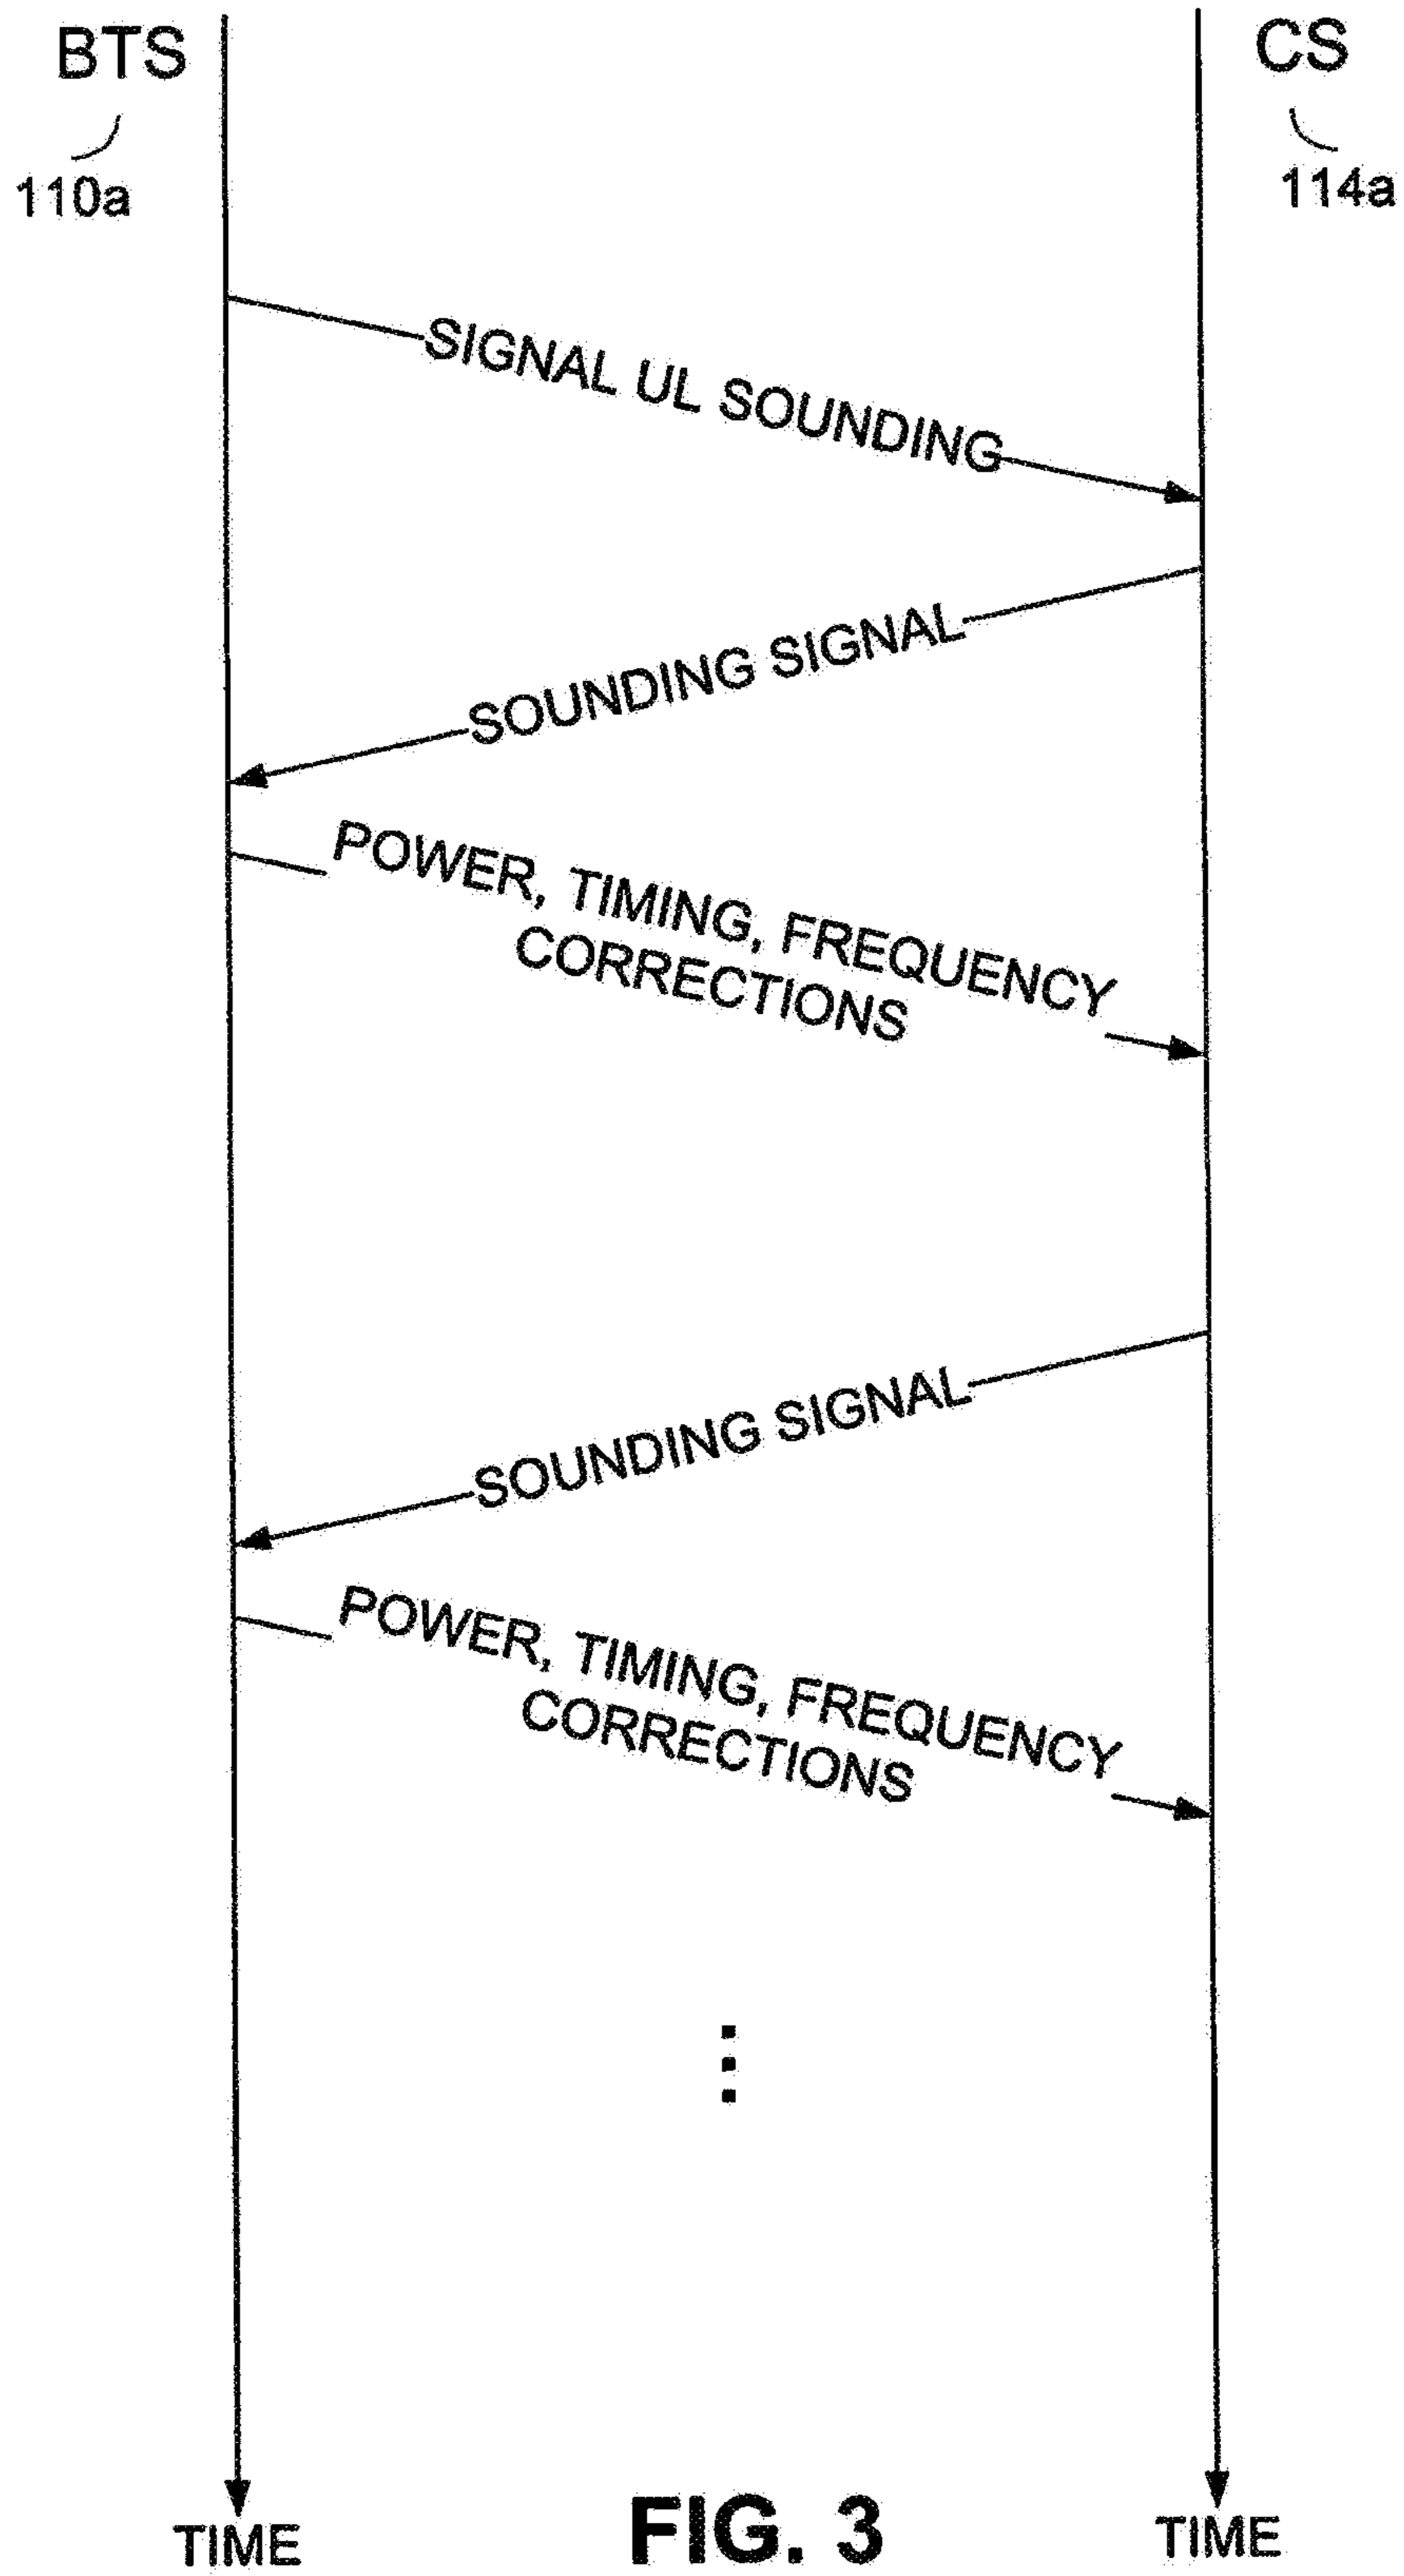 BTS
CS
110a
114a
SIGNAL UL SOUNDING
SOUNDING SIGNAL
POWER, TIMING, FREQUENCY
CORRECTIONS
SOUNDING SIGNAL
POWER, TIMING, FREQUENCY
CORRECTIONS
TIME
FIG. 3
TIME